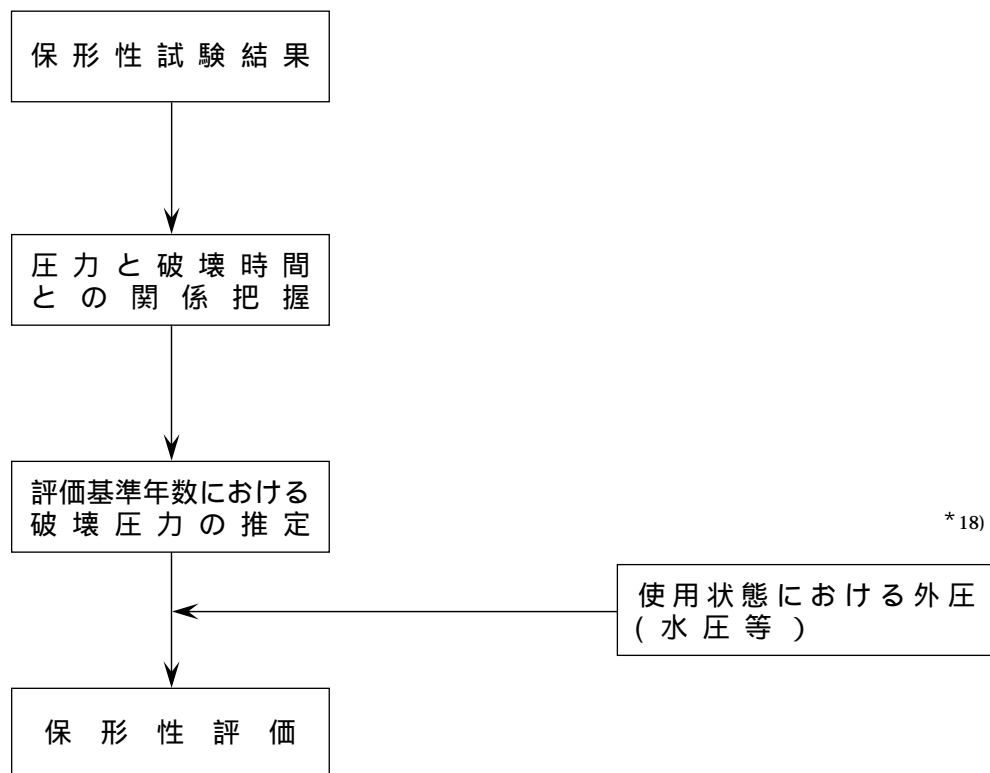 保形性試験結果
圧力と破壊時間
との関係把握
評価基準年数における
破壊圧力の推定
*18)
使用状態における外圧
(水圧等)
保形性評価